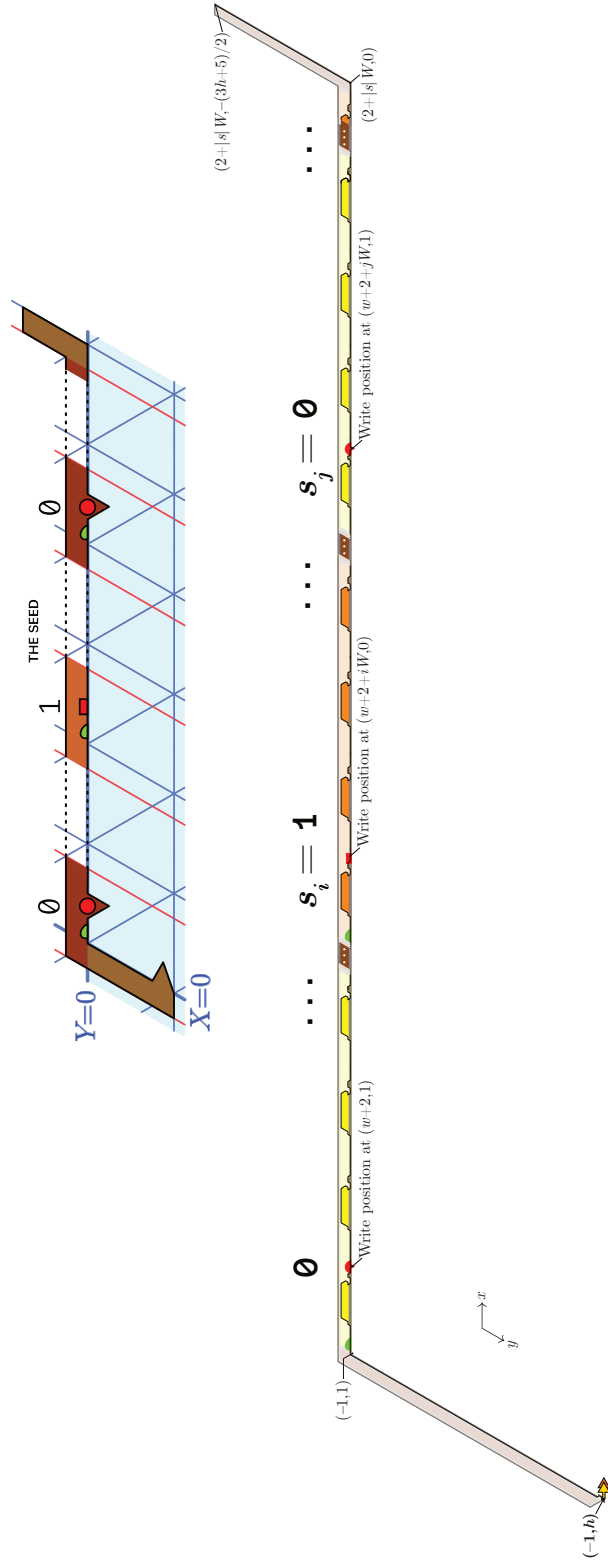 THE SEED
0
1
0
Y=0
X=0
0
...
s_i = 1
...
s_j = 0
...
(2+|s|W,−(3h+5)/2)
(−1,1)
Write position at (w+2,1)
Write position at (w+2+iW,0)
Write position at (w+2+jW,1)
(2+|s|W,0)
x
y
(−1,h)